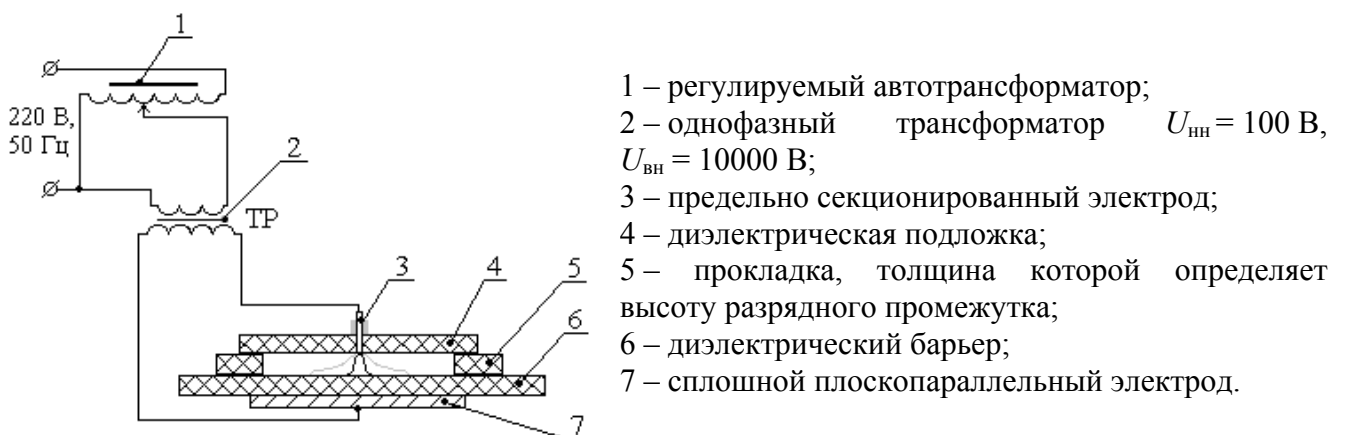 1
220 В,
50 Гц
2
ТР
3
4
5
6
7
1 – регулируемый автотрансформатор;
2 – однофазный трансформатор Uнн = 100 В,
Uвн = 10000 В;
3 – предельно секционированный электрод;
4 – диэлектрическая подложка;
5 – прокладка, толщина которой определяет
высоту разрядного промежутка;
6 – диэлектрический барьер;
7 – сплошной плоскопараллельный электрод.